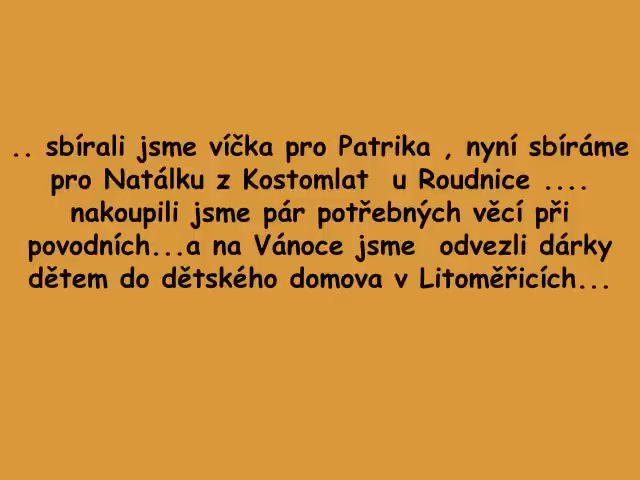 .. sbírali jsme víčka pro Patrika , nyní sbíráme
pro Natálku z Kostomlat  u Roudnice ....
nakoupili jsme pár potřebných věcí při
povodních...a na Vánoce jsme  odvezli dárky
dětem do dětského domova v Litoměřicích...